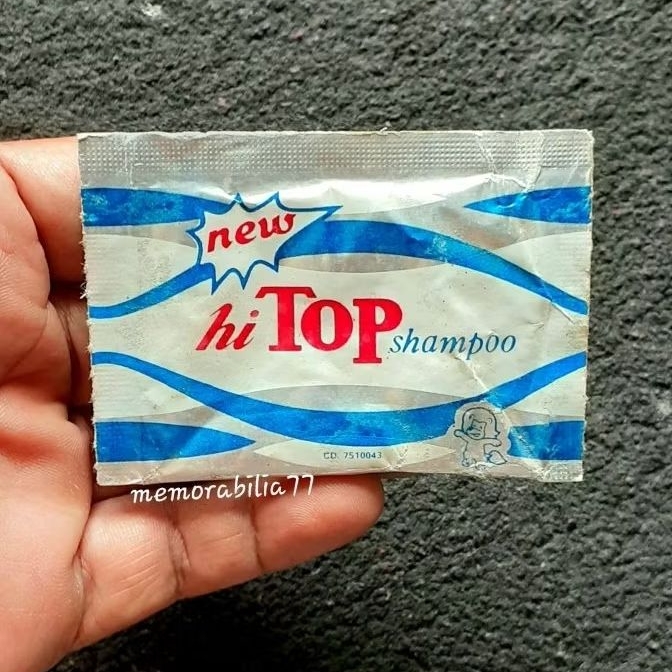 new
hi TOP shampoo
CD. 7510043
memorabilia77